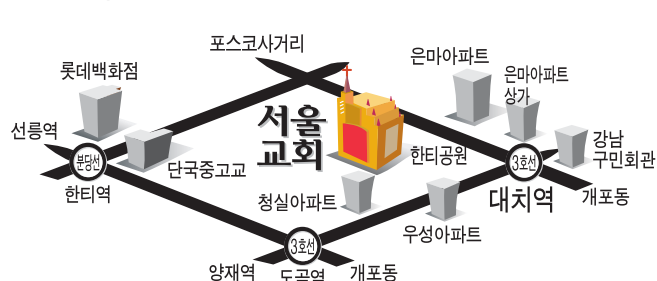 포스코사거리
은마아파트
롯데백화점
은마아파트
상가
서울
교회
선릉역
분당선
단국중고교
한티공원
3호선
강남
구민회관
한티역
청실아파트
대치역
개포동
우성아파트
3호선
양재역
도곡역
개포동